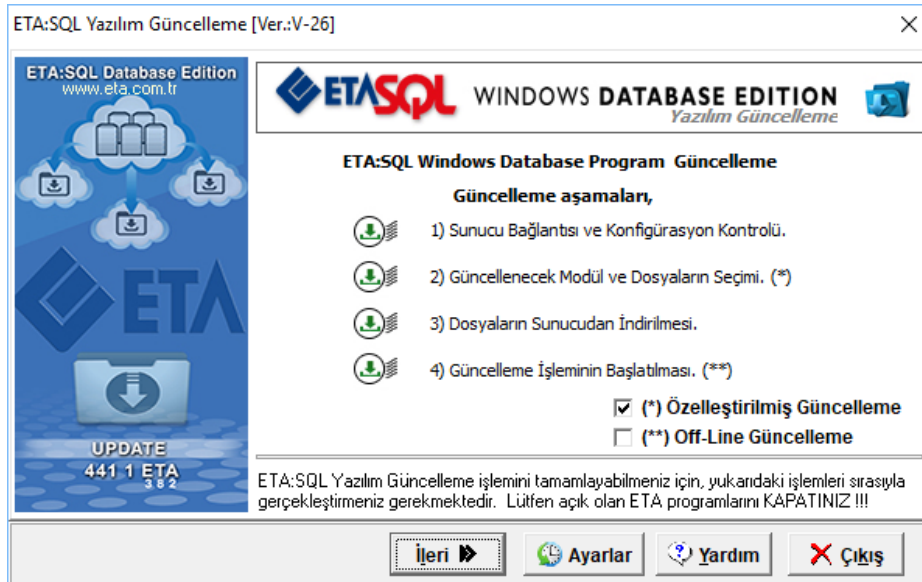 ETA:SQL Yazılım Güncelleme [Ver.:V-26]
ETA:SQL Database Edition
www.eta.com.tr
ETASQL WINDOWS DATABASE EDITION
Yazılım Güncelleme
ETA:SQL Windows Database Program Güncelleme
Güncelleme aşamaları,
1) Sunucu Bağlantısı ve Konfigürasyon Kontrolü.
2) Güncellenecek Modül ve Dosyaların Seçimi. (*)
3) Dosyaların Sunucudan İndirilmesi.
4) Güncelleme İşleminin Başlatılması. (**)
(*) Özelleştirilmiş Güncelleme
(**) Off-Line Güncelleme
ETA
UPDATE
441 1 ETA
3 8 2
ETA:SQL Yazılım Güncelleme işlemini tamamlayabilmeniz için, yukarıdaki işlemleri sırasıyla
gerçekleştirmeniz gerekmektedir. Lütfen açık olan ETA programlarını KAPATINIZ !!!
İleri
Ayarlar
Yardım
Çıkış